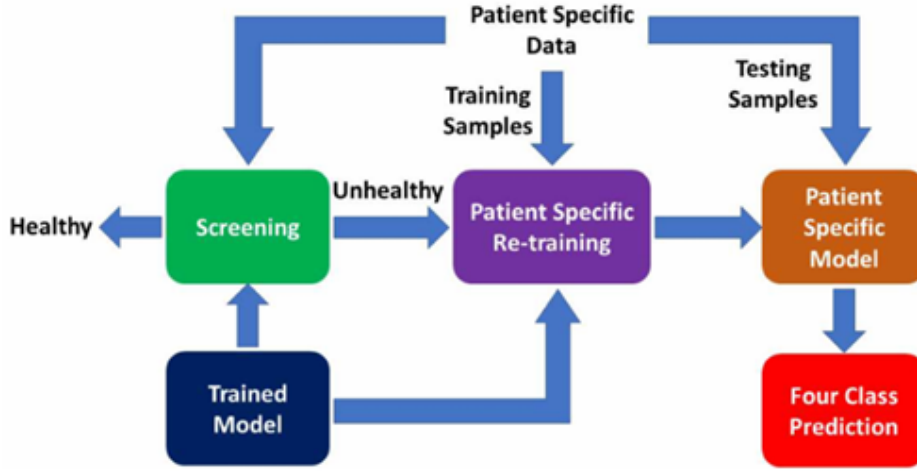 Patient Specific
Data
Testing
Samples
Training
Samples
Unhealthy
Healthy
Screening
Patient Specific
Re-training
Patient
Specific
Model
Trained
Model
Four Class
Prediction